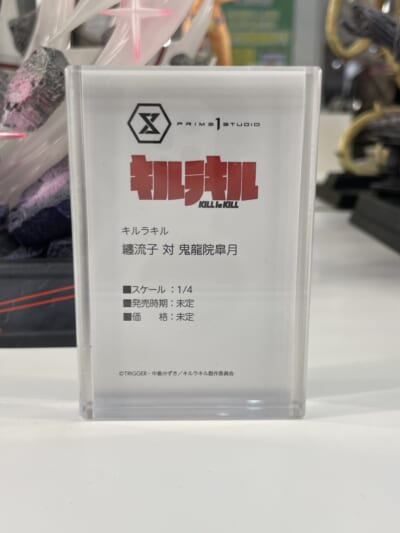 PRIME 1 STUDIO
キルラキル
KILL la KILL
キルラキル
纏流子 対 鬼龍院皐月
■スケール：1/4
■発売時期：未定
■価　　格：未定
©TRIGGER・中島かずき／キルラキル製作委員会